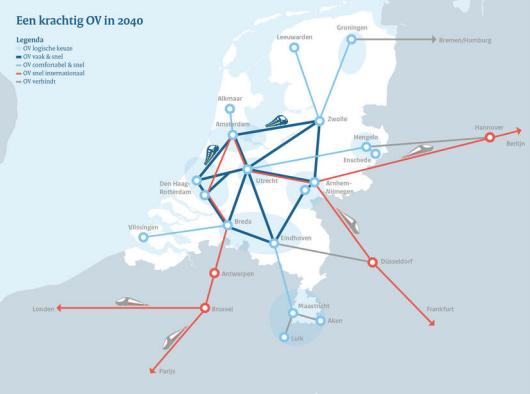 Een krachtig OV in 2040
Legenda
OV logische keuze
OV vaak & snel
OV comfortabel & snel
OV snel internationaal
OV verbindt
Groningen
Leeuwarden
Bremen/Hamburg
Alkmaar
Amsterdam
Zwolle
Hannover
Hengelo
Berlijn
Enschede
Den Haag-
Rotterdam
Utrecht
Arnhem-
Nijmegen
Breda
Vlissingen
Eindhoven
Düsseldorf
Antwerpen
Maastricht
Londen
Brussel
Aken
Frankfurt
Luik
Parijs